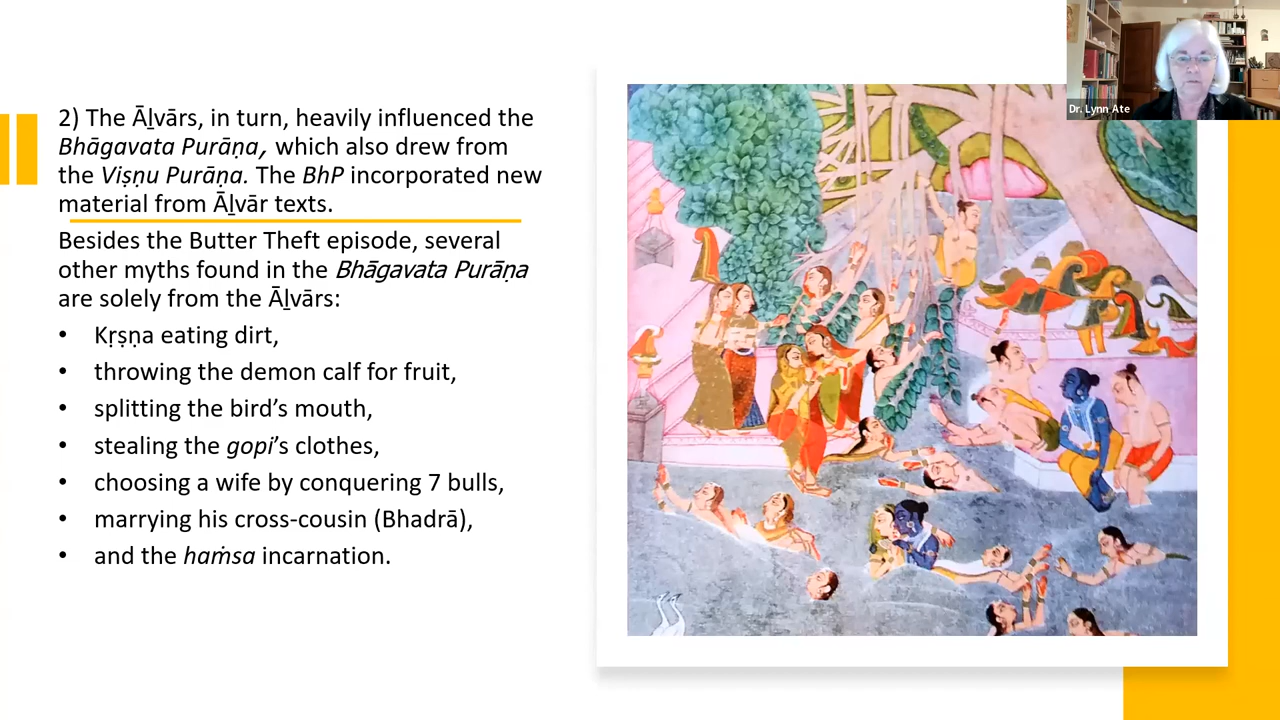 2) The Āḻvārs, in turn, heavily influenced the
Bhāgavata Purāṇa, which also drew from
the Viṣṇu Purāṇa. The BhP incorporated new
material from Āḻvār texts.
Besides the Butter Theft episode, several
other myths found in the Bhāgavata Purāṇa
are solely from the Āḻvārs:
• Kṛṣṇa eating dirt,
• throwing the demon calf for fruit,
• splitting the bird’s mouth,
• stealing the gopi’s clothes,
• choosing a wife by conquering 7 bulls,
• marrying his cross-cousin (Bhadrā),
• and the haṁsa incarnation.
Dr. Lynn Ate